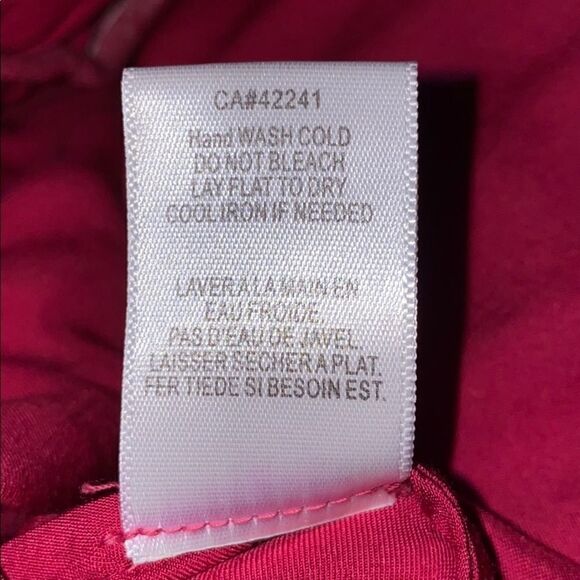 CA#42241
Hand WASH COLD
DO NOT BLEACH
LAY FLAT TO DRY
COOL IRON IF NEEDED
LAVER A LA MAIN EN
EAU FROIDE.
PAS D'EAU DE JAVEL.
LAISSER SECHER A PLAT.
FER TIEDE SI BESOIN EST.